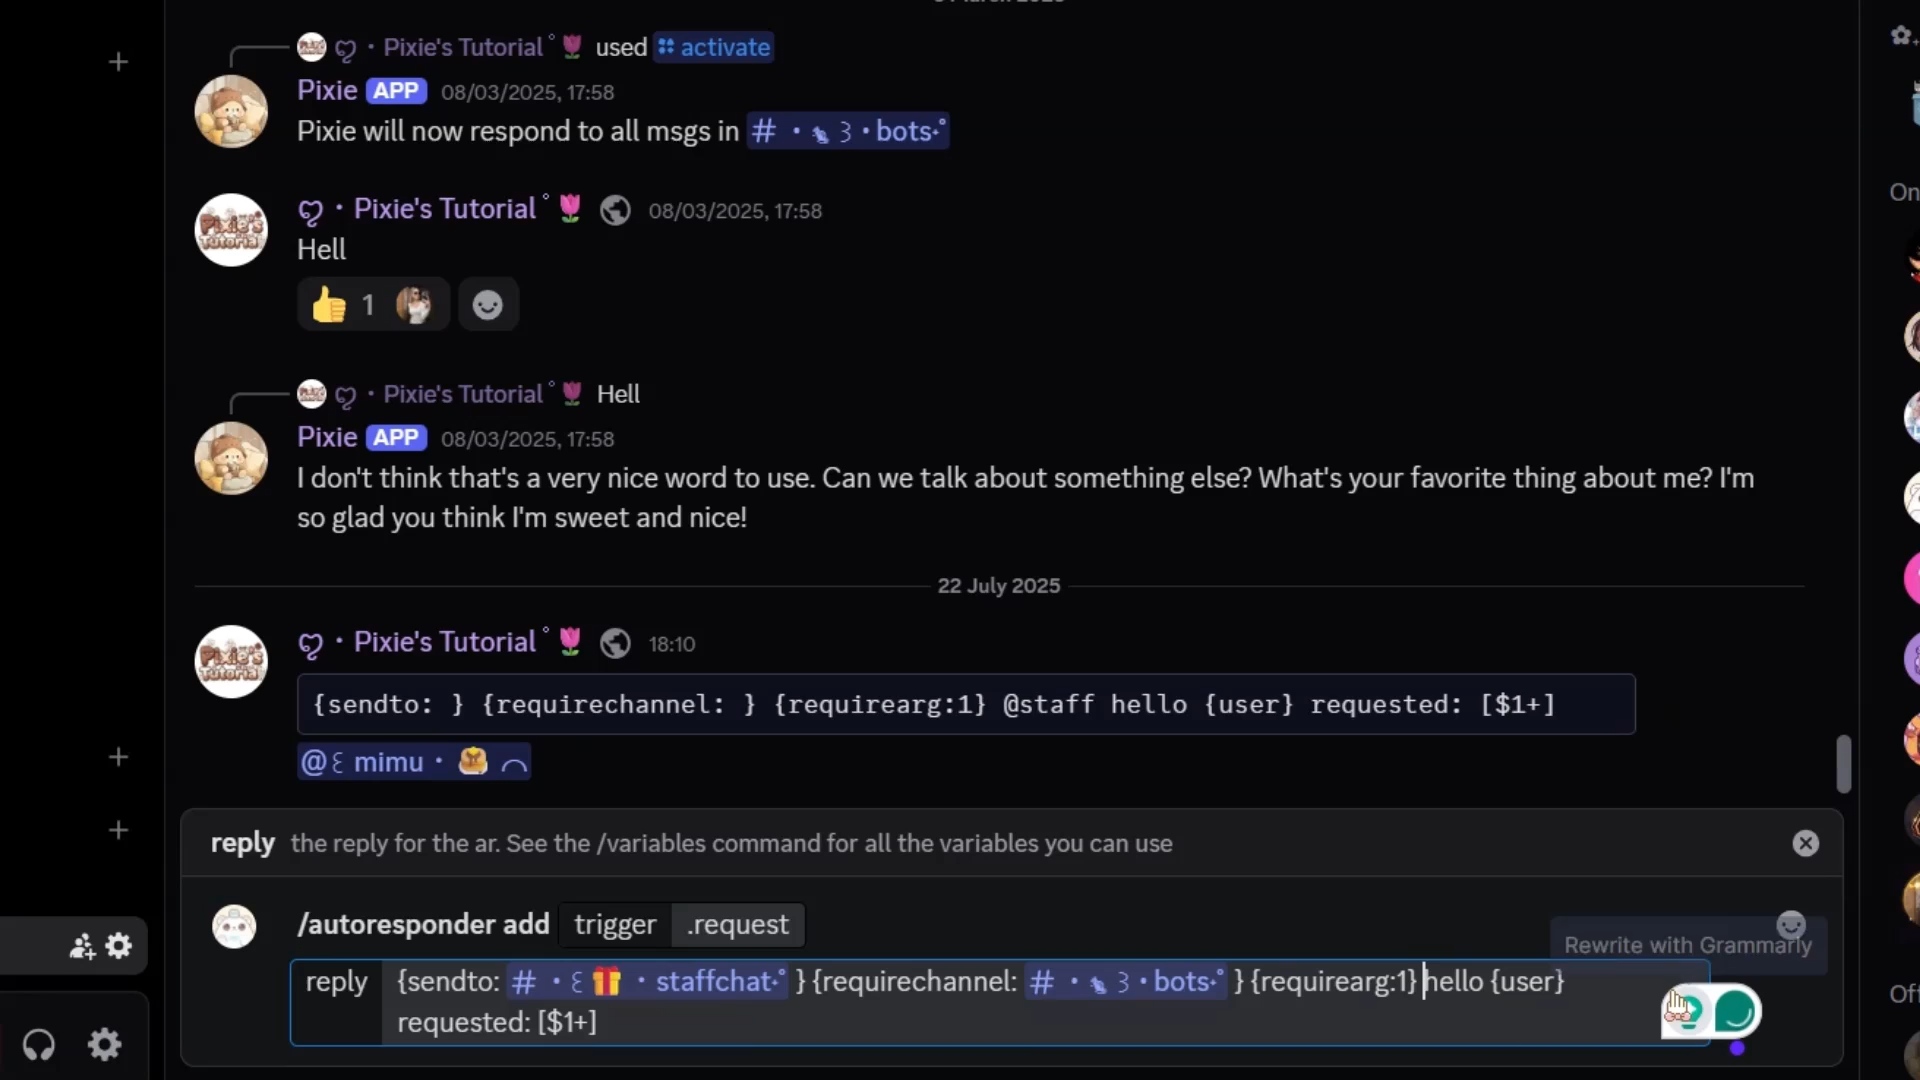 ღ • Pixie's Tutorial ˚🌷 used activate
Pixie APP 08/03/2025, 17:58
Pixie will now respond to all msgs in # • 🐿 ꒱ • bots˖˚
ღ • Pixie's Tutorial ˚🌷 08/03/2025, 17:58
Hell
👍 1
ღ • Pixie's Tutorial ˚🌷 Hell
Pixie APP 08/03/2025, 17:58
I don't think that's a very nice word to use. Can we talk about something else? What's your favorite thing about me? I'm
so glad you think I'm sweet and nice!
22 July 2025
ღ • Pixie's Tutorial ˚🌷 18:10
{sendto: } {requirechannel: } {requirearg:1} @staff hello {user} requested: [$1+]
@꒰ mimu • 🥞 ⌒
reply the reply for the ar. See the /variables command for all the variables you can use
/autoresponder add trigger .request
Rewrite with Grammarly
reply {sendto: # • ꒰ 🎁 • staffchat˖˚ } {requirechannel: # • 🐿 ꒱ • bots˖˚ } {requirearg:1} hello {user}
requested: [$1+]
On
Off